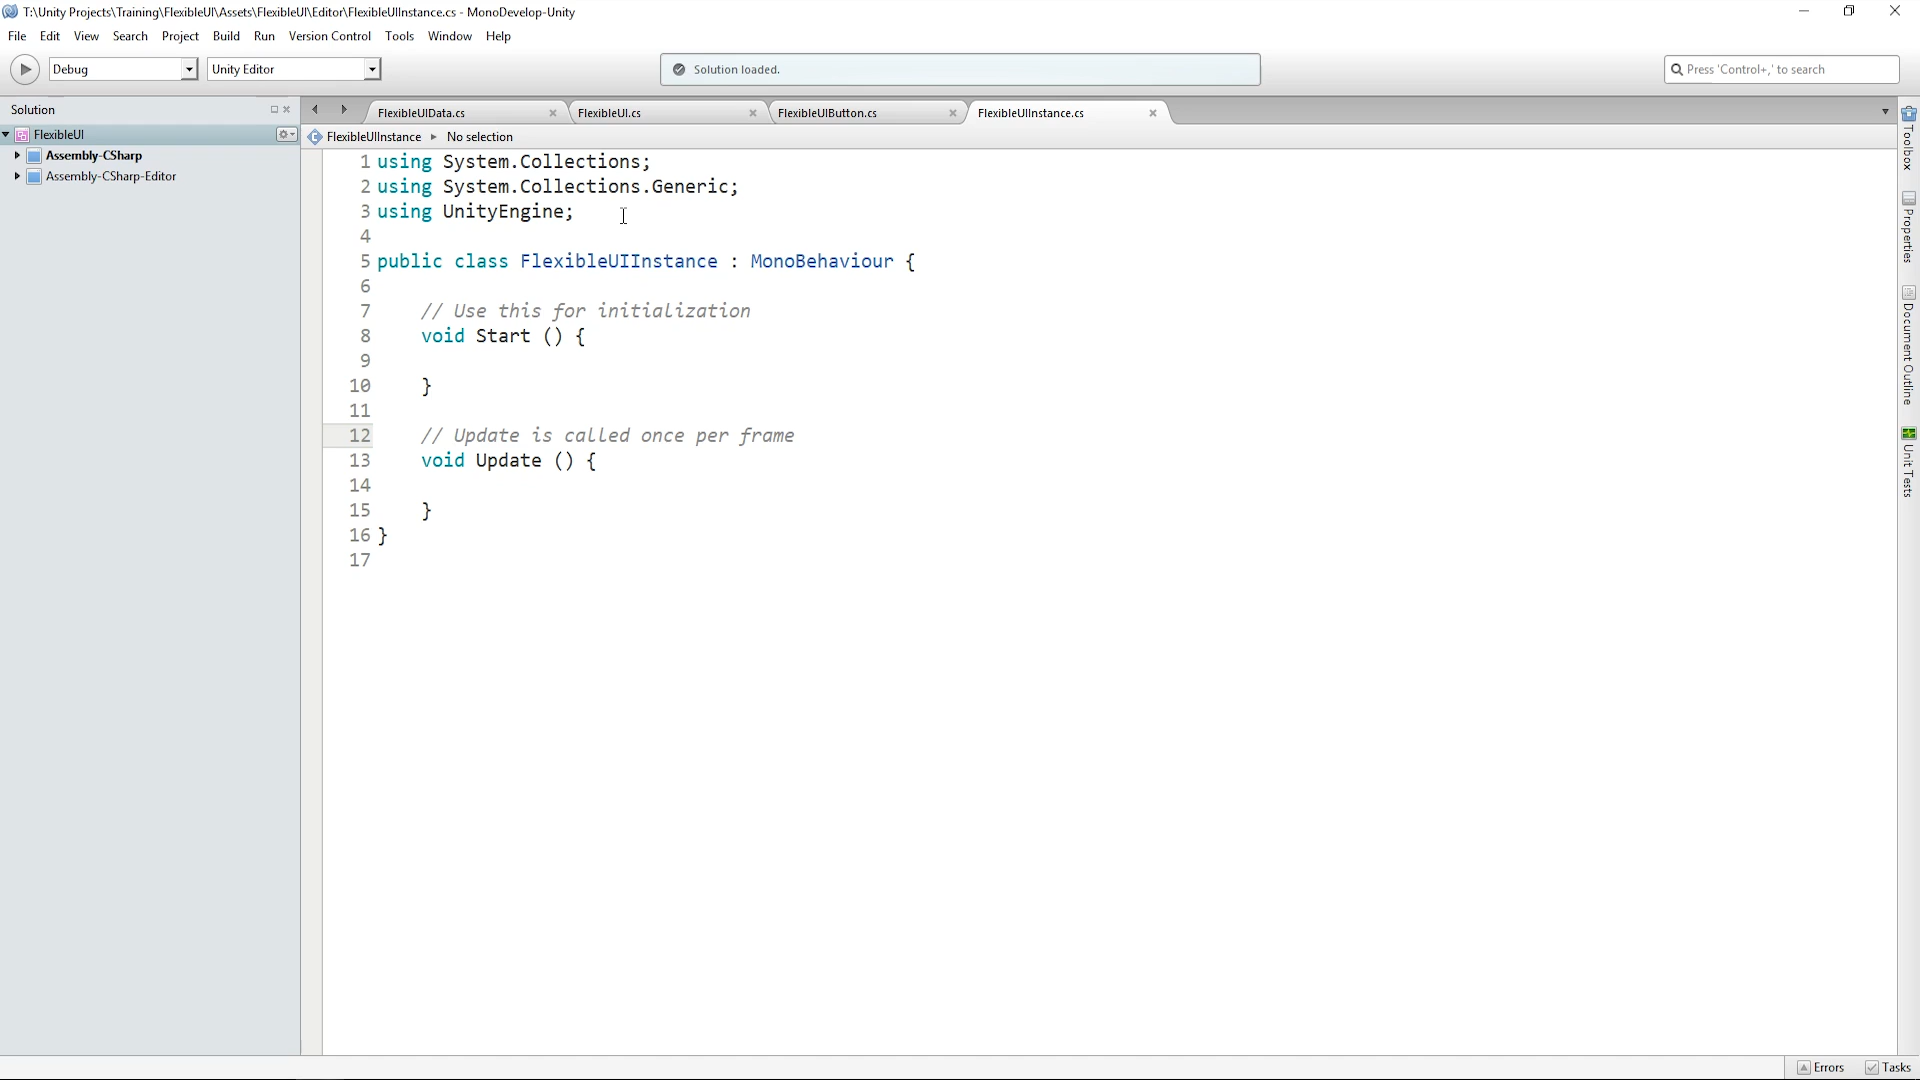 T:\Unity Projects\Training\FlexibleUI\Assets\FlexibleUI\Editor\FlexibleUIInstance.cs - MonoDevelop-Unity
File Edit View Search Project Build Run Version Control Tools Window Help
Debug Unity Editor Solution loaded. Press 'Control+,' to search
Solution
FlexibleUI
Assembly-CSharp
Assembly-CSharp-Editor
FlexibleUIData.cs FlexibleUI.cs FlexibleUIButton.cs FlexibleUIInstance.cs
FlexibleUIInstance No selection
1 using System.Collections;
2 using System.Collections.Generic;
3 using UnityEngine;
4
5 public class FlexibleUIInstance : MonoBehaviour {
6
7 // Use this for initialization
8 void Start () {
9
10 }
11
12 // Update is called once per frame
13 void Update () {
14
15 }
16 }
17
Toolbox
Properties
Document Outline
Unit Tests
Errors Tasks